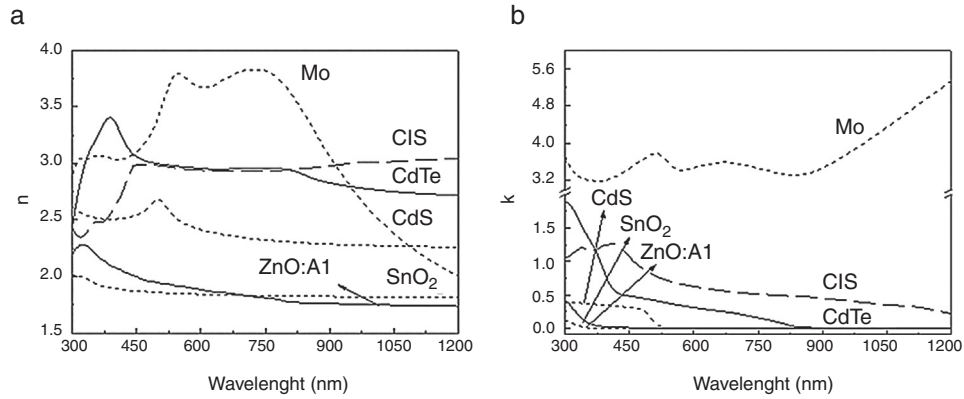 a
4.0
3.5
3.0
2.5
2.0
1.5
n
Mo
CIS
CdTe
CdS
ZnO:A1
SnO2
300 450 600 750 900 1050 1200
Wavelenght (nm)
b
5.6
4.8
4.0
3.2
1.5
1.0
0.5
0.0
k
Mo
CdS
SnO2
ZnO:A1
CIS
CdTe
300 450 600 750 900 1050 1200
Wavelenght (nm)